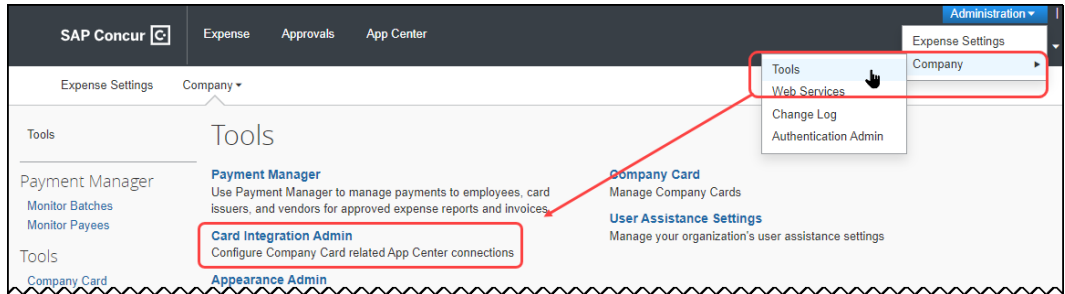 Administration
SAP Concur C
Expense
Approvals
App Center
Expense Settings
Company
Tools
Web Services
Change Log
Authentication Admin
Expense Settings
Company
Tools
Tools
Payment Manager
Monitor Batches
Monitor Payees
Tools
Company Card
Payment Manager
Use Payment Manager to manage payments to employees, card
issuers, and vendors for approved expense reports and invoices.
Card Integration Admin
Configure Company Card related App Center connections
Appearance Admin
Company Card
Manage Company Cards
User Assistance Settings
Manage your organization's user assistance settings